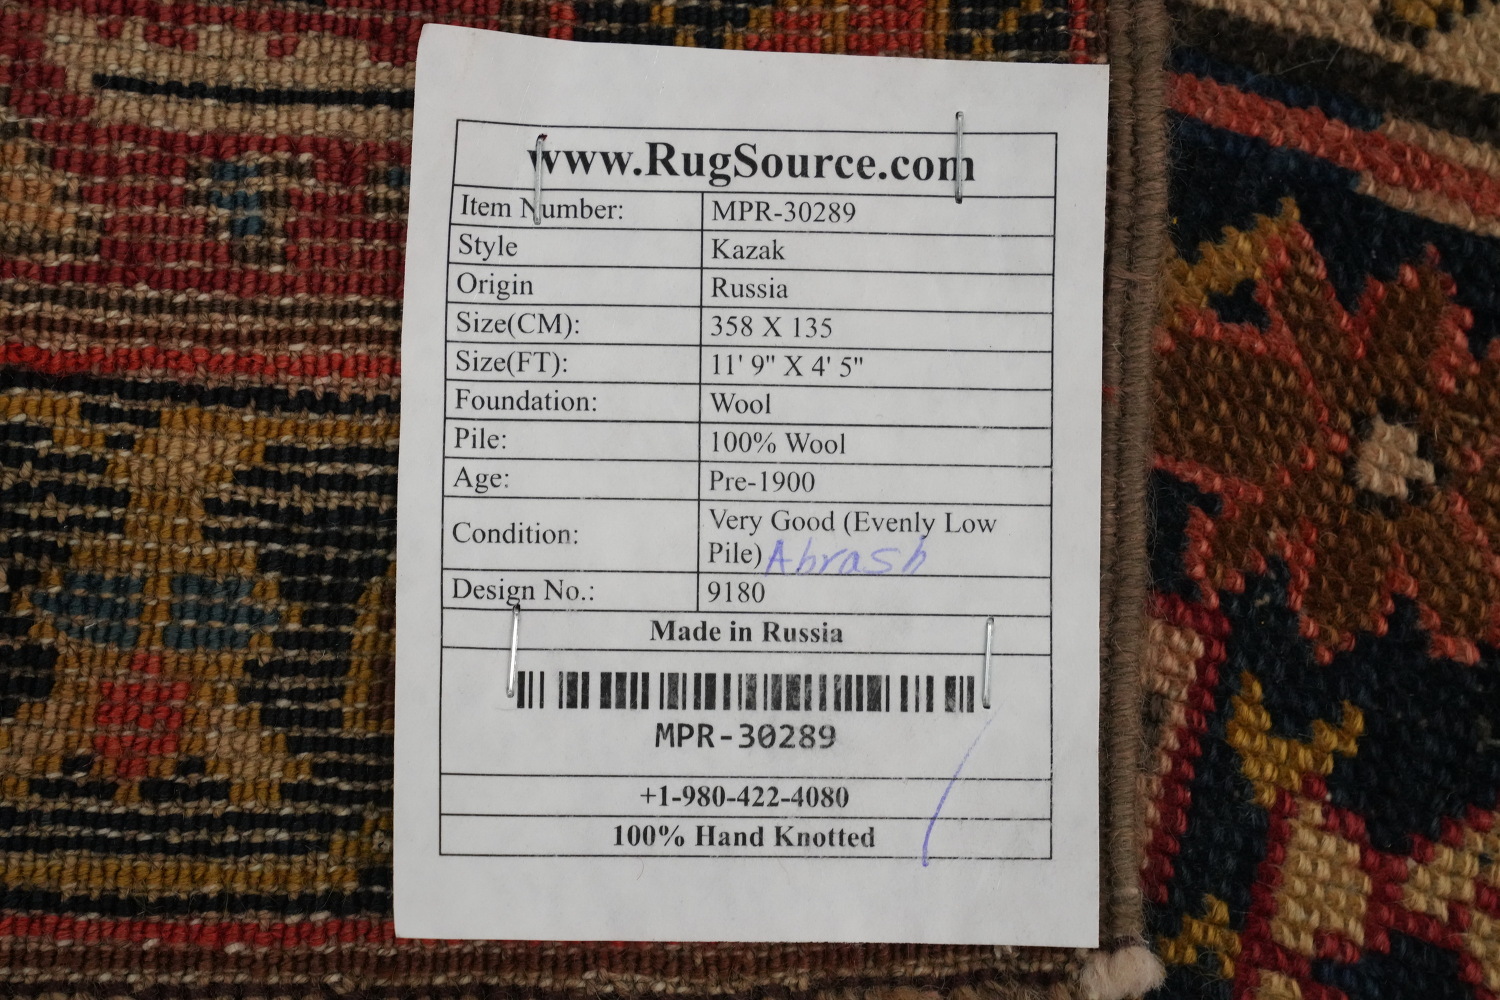 www.RugSource.com
Item Number: MPR-30289
Style Kazak
Origin Russia
Size(CM): 358 X 135
Size(FT): 11' 9" X 4' 5"
Foundation: Wool
Pile: 100% Wool
Age: Pre-1900
Condition: Very Good (Evenly Low
Pile) Abrash
Design No.: 9180
Made in Russia
MPR-30289
+1-980-422-4080
100% Hand Knotted